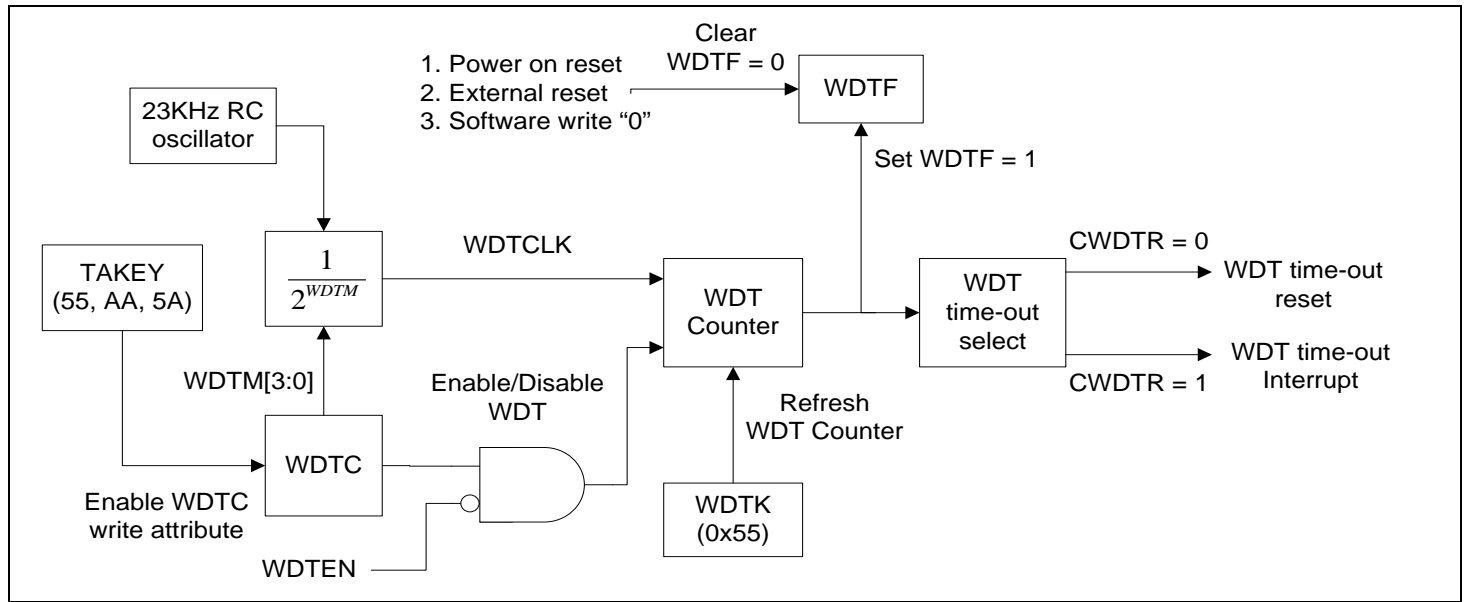 Clear
WDTF = 0
1. Power on reset
2. External reset
3. Software write “0”
WDTF
23KHz RC
oscillator
Set WDTF = 1
TAKEY
(55, AA, 5A)
1
2^WDTM
WDTCLK
WDT
Counter
WDT
time-out
select
CWDTR = 0
WDT time-out
reset
WDT time-out
Interrupt
CWDTR = 1
WDTM[3:0]
Enable/Disable
WDT
Refresh
WDT Counter
WDTC
Enable WDTC
write attribute
WDTK
(0x55)
WDTEN